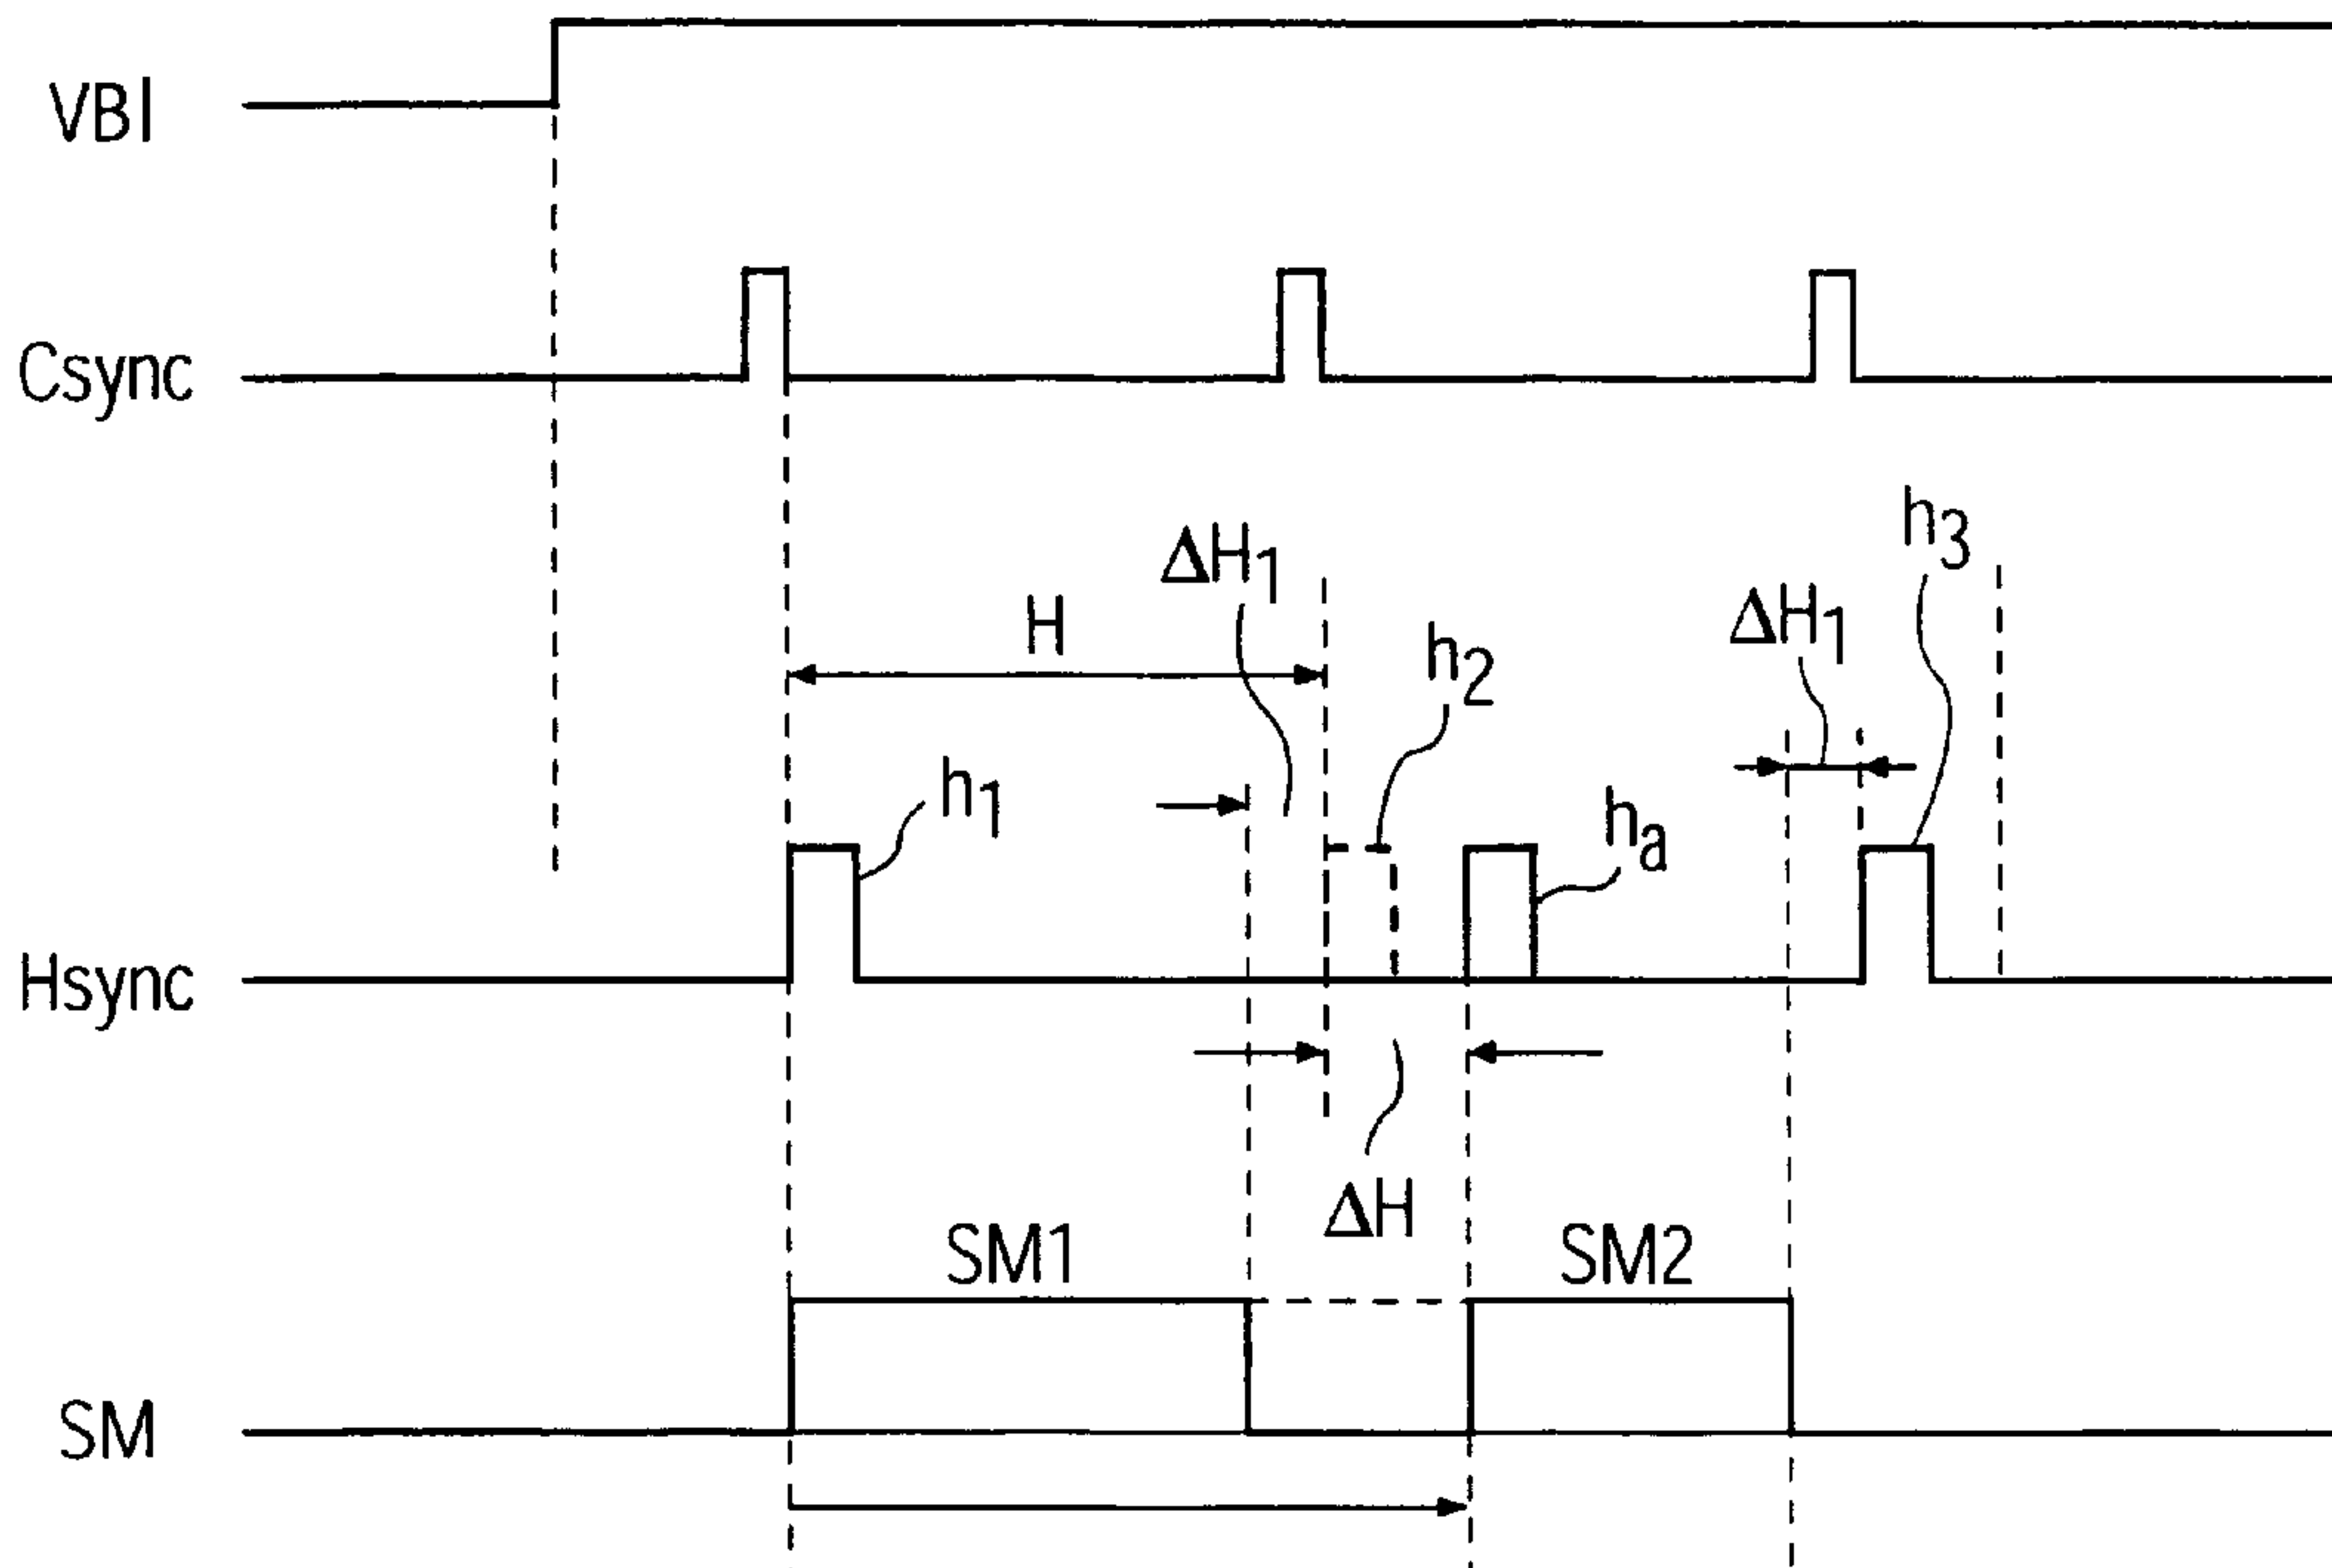 VBI
Csync
h3
ΔH1
ΔH1
H
h2
h1
ha
Hsync
ΔH
SM1
SM2
SM